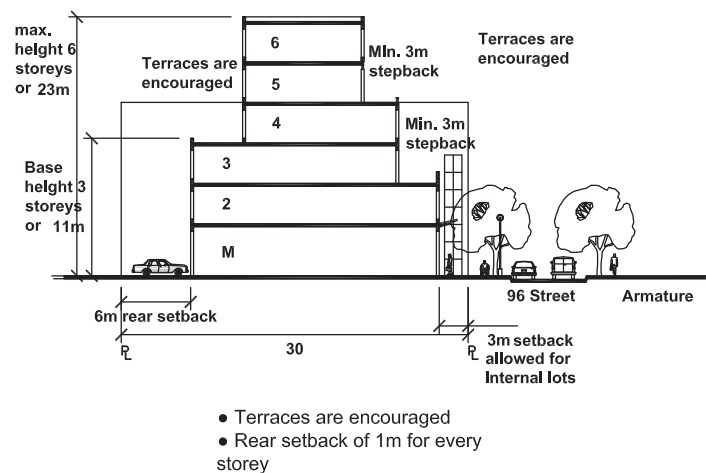 max.
height 6
storeys
or 23m
Terraces are
encouraged
6
MIn. 3m
stepback
Terraces are
encouraged
5
4
Min. 3m
stepback
Base
height 3
storeys
or 11m
3
2
M
96 Street
Armature
6m rear setback
30
3m setback
allowed for
Internal lots
PL
PL
● Terraces are encouraged
● Rear setback of 1m for every
storey